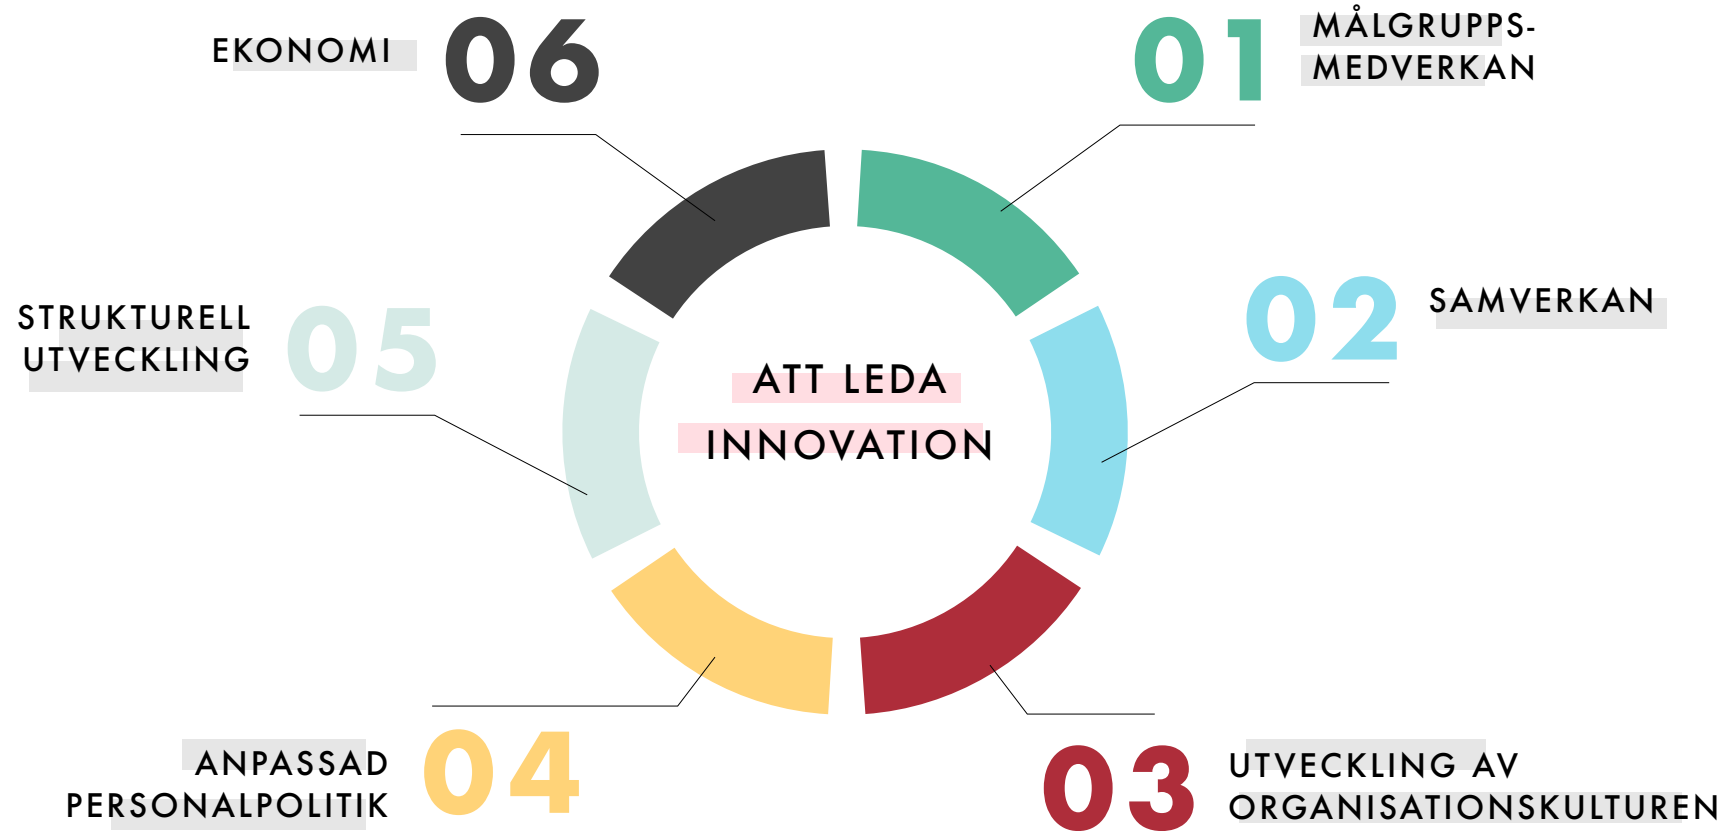 01
MÅLGRUPPS-
MEDVERKAN
02
SAMVERKAN
03
UTVECKLING AV
ORGANISATIONSKULTUREN
04
ANPASSAD
PERSONALPOLITIK
05
STRUKTURELL
UTVECKLING
06
EKONOMI
ATT LEDA
INNOVATION